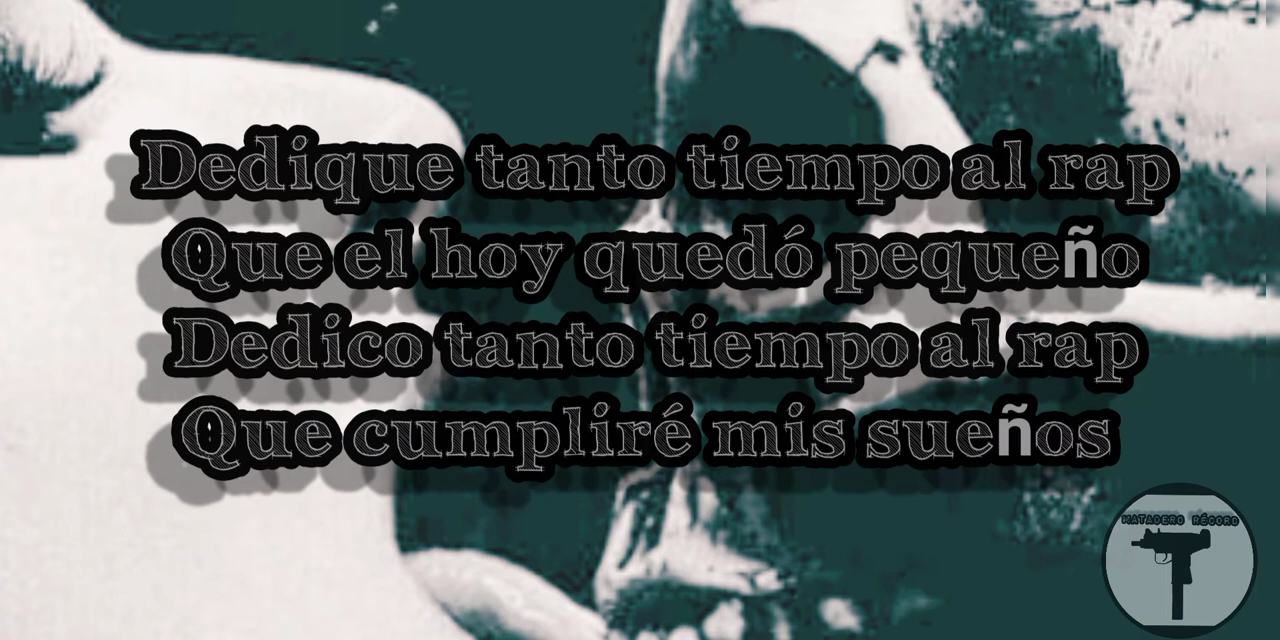 Dedique tanto tiempo al rap
Que el hoy quedó pequeño
Dedico tanto tiempo al rap
Que cumpliré mis sueños
MATADERO RÉCORD